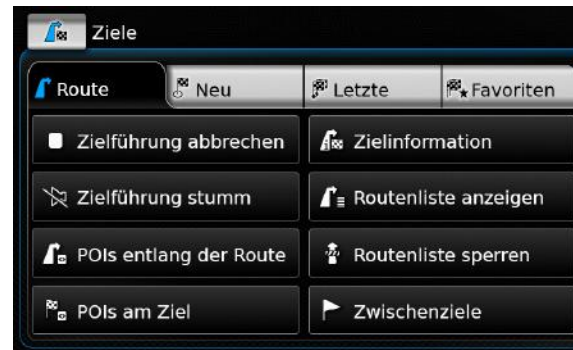 Ziele
Route Neu Letzte Favoriten
Zielführung abbrechen Zielinformation
Zielführung stumm Routenliste anzeigen
POIs entlang der Route Routenliste sperren
POIs am Ziel Zwischenziele